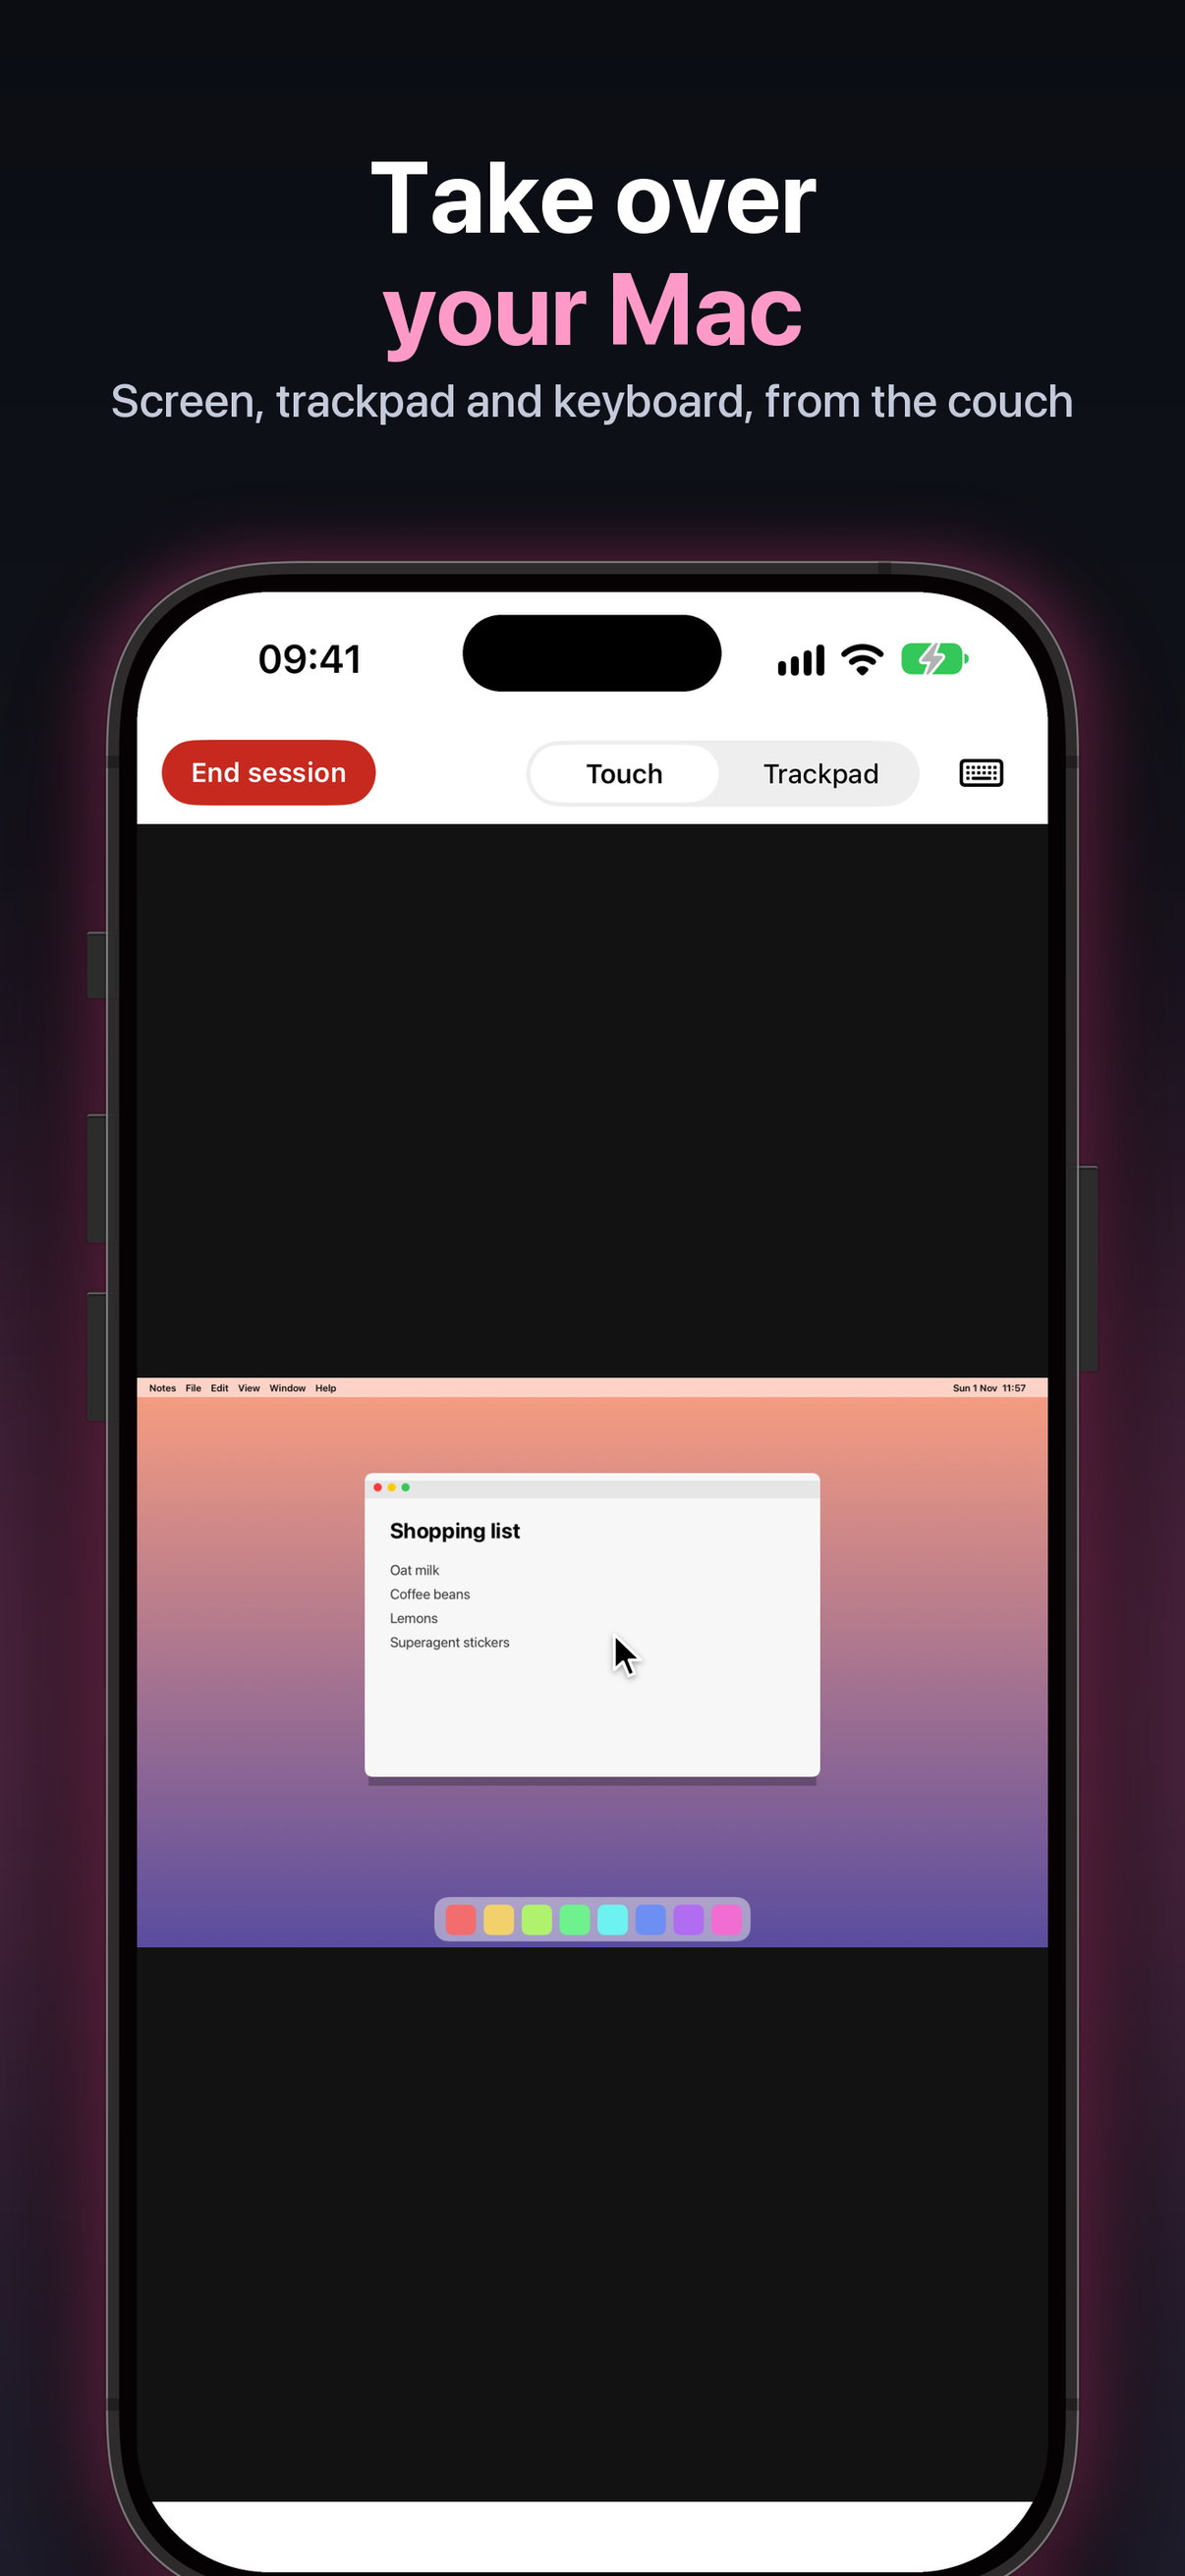 Take over
your Mac
Screen, trackpad and keyboard, from the couch
09:41
End session
Touch
Trackpad
Notes File Edit View Window Help
Sun 1 Nov 11:57
Shopping list
Oat milk
Coffee beans
Lemons
Superagent stickers